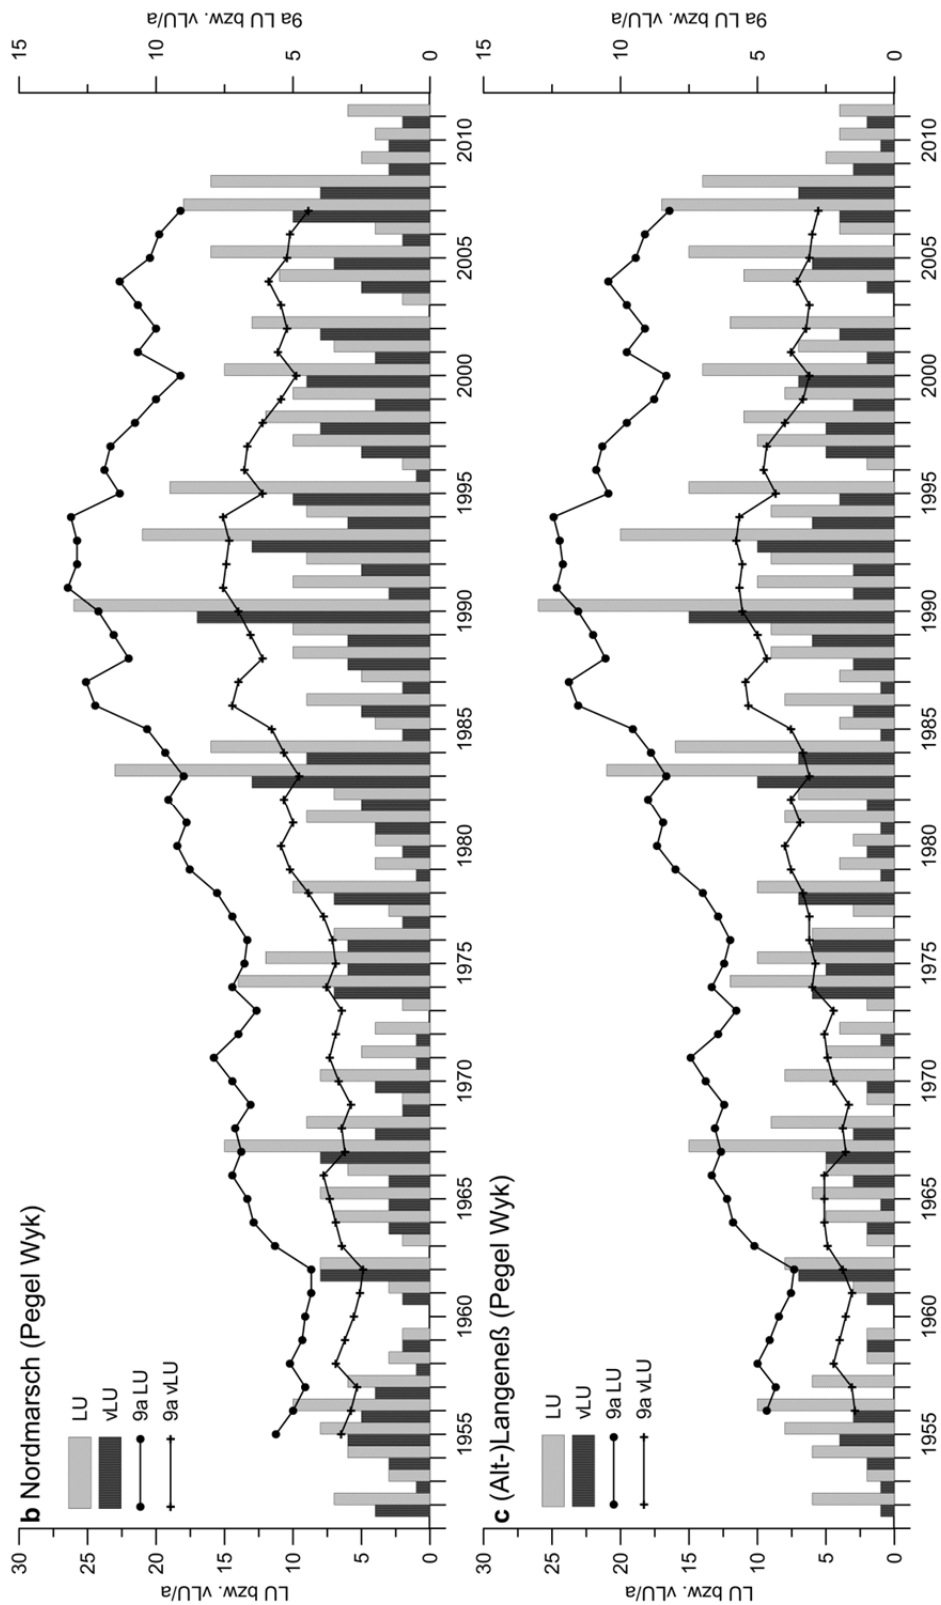 b Nordmarsch (Pegel Wyk)
LU
vLU
9a LU
9a vLU
LU bzw. vLU/a
30
25
20
15
10
5
0
9a LU bzw. vLU/a
15
10
5
0
1955 1960 1965 1970 1975 1980 1985 1990 1995 2000 2005 2010
c (Alt-)Langeneß (Pegel Wyk)
LU
vLU
9a LU
9a vLU
LU bzw. vLU/a
30
25
20
15
10
5
0
9a LU bzw. vLU/a
15
10
5
0
1955 1960 1965 1970 1975 1980 1985 1990 1995 2000 2005 2010